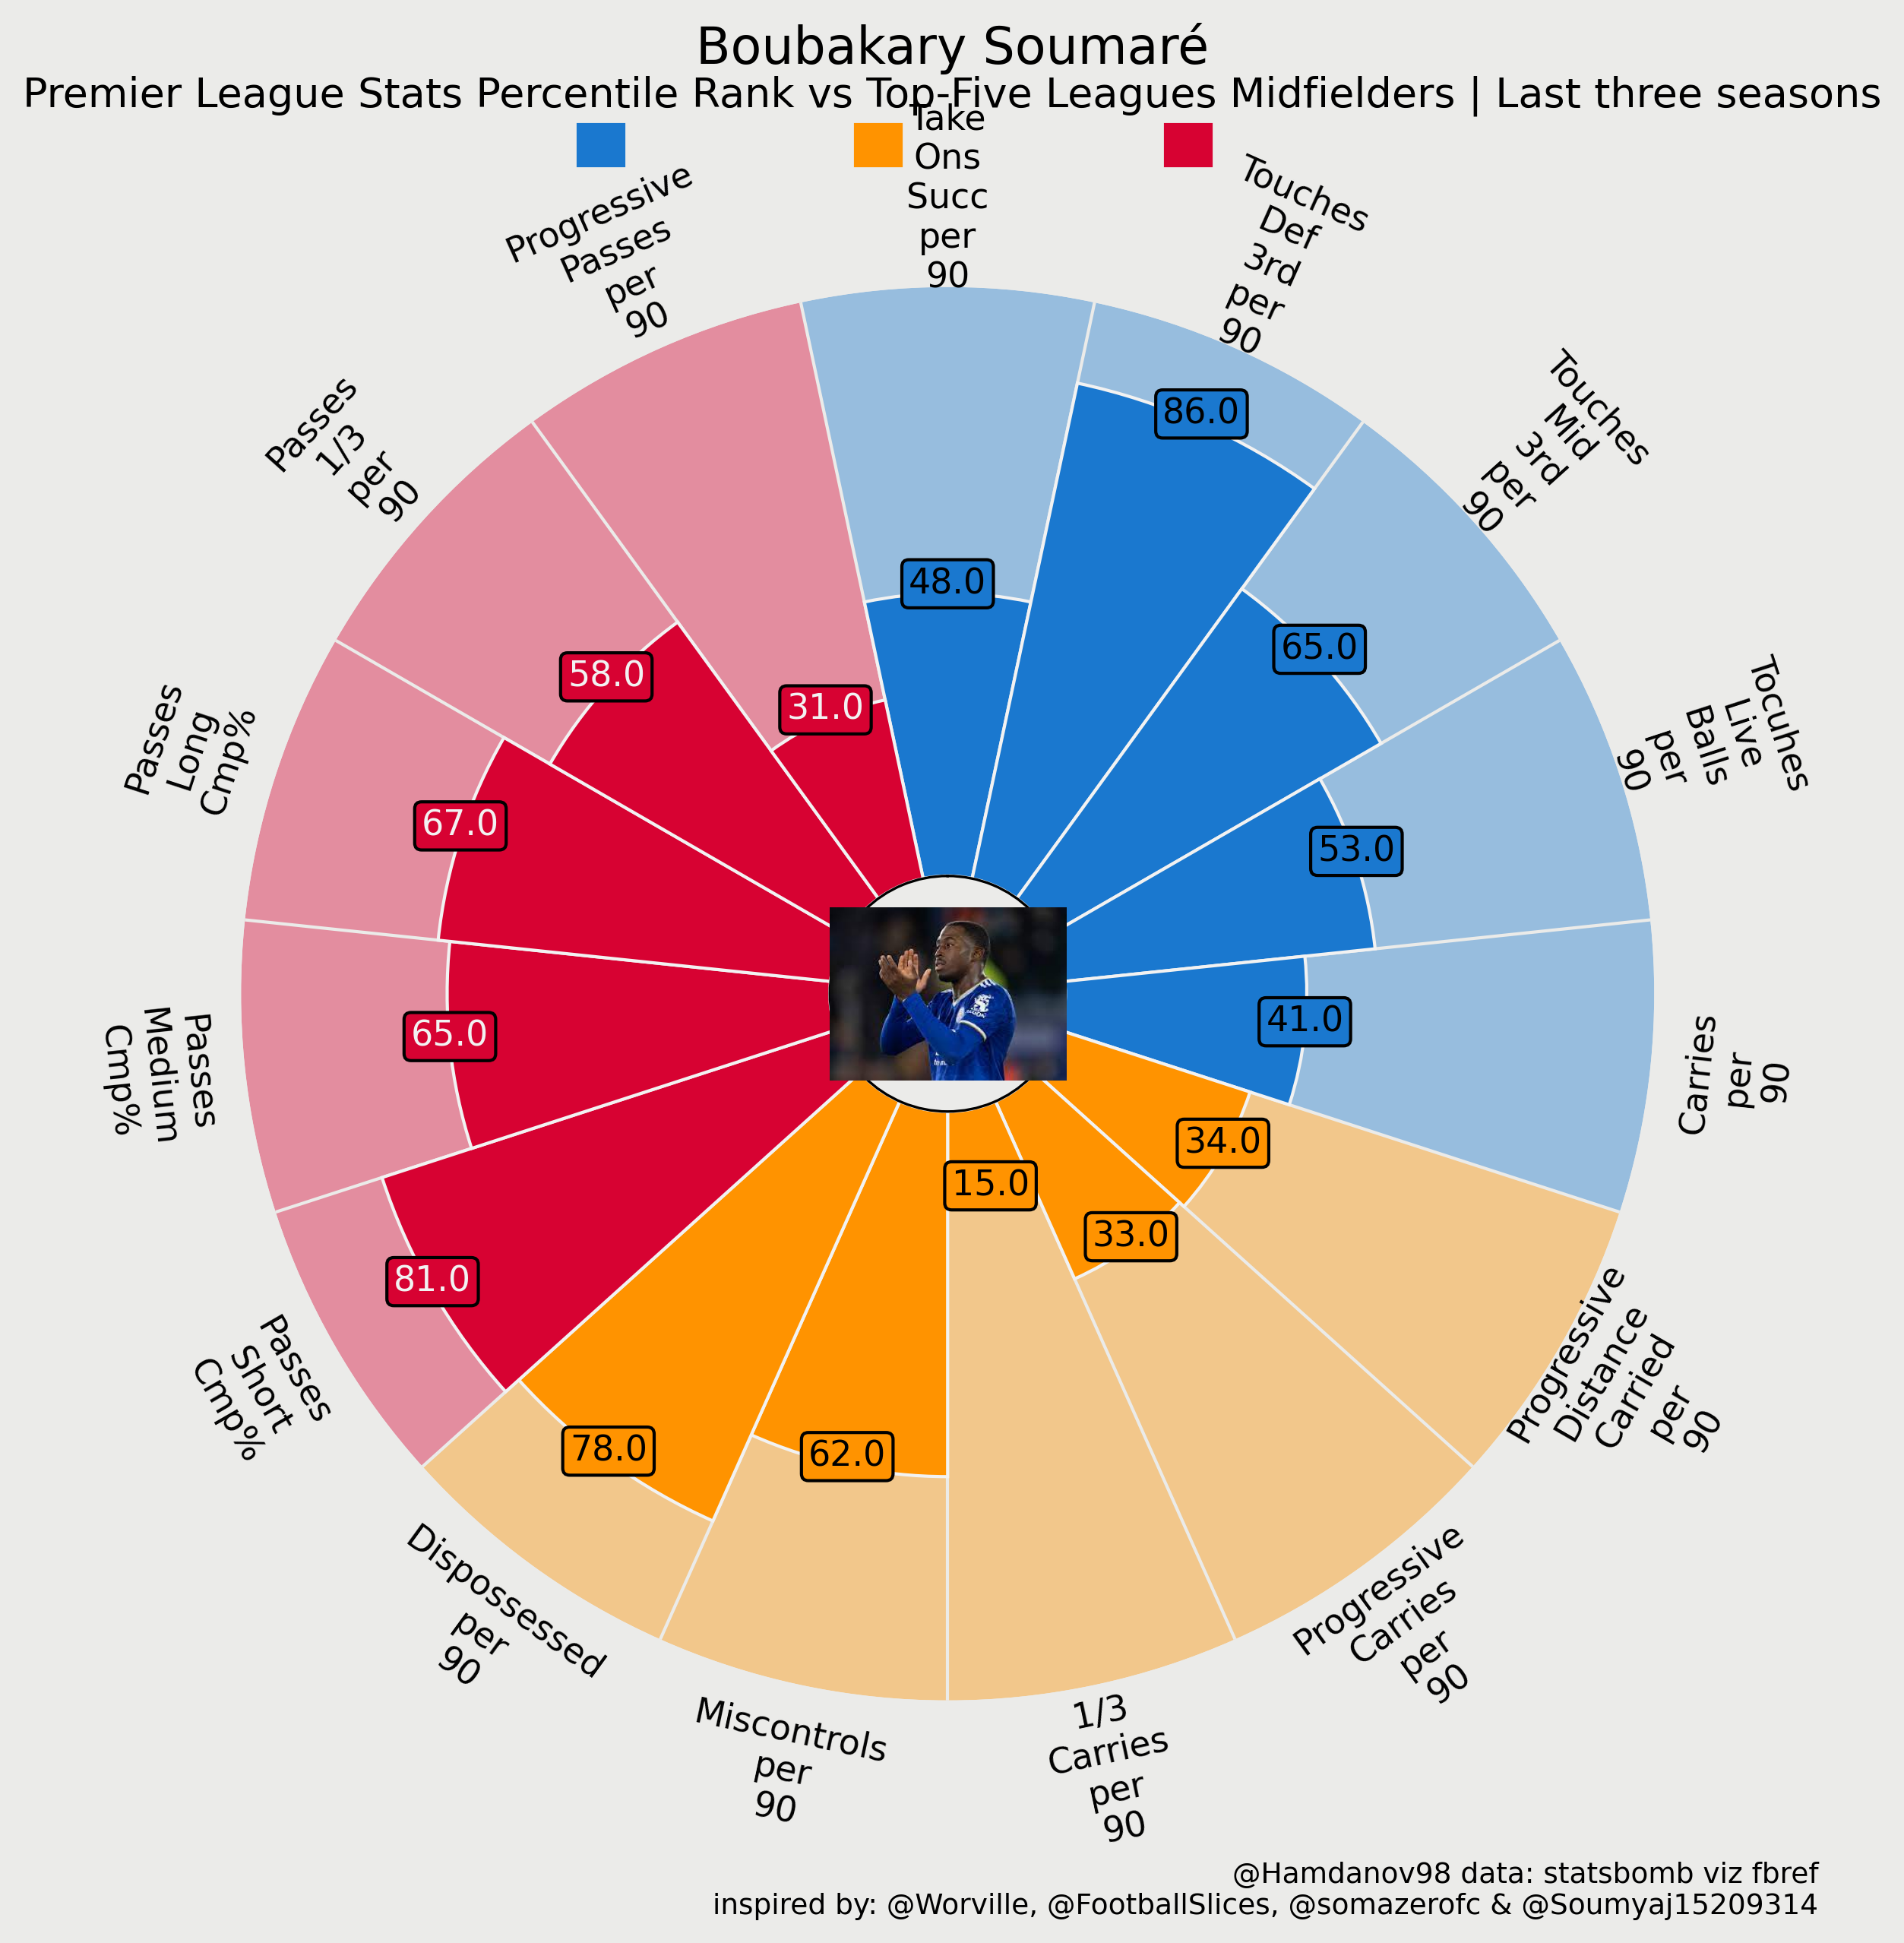 Boubakary Soumaré
Premier League Stats Percentile Rank vs Top-Five Leagues Midfielders | Last three seasons
Take
Ons
Succ
per
90
Touches
Def
3rd
per
90
Touches
Mid
3rd
per
90
Tocuhes
Live
Balls
per
90
Carries
per
90
Progressive
Distance
Carried
per
90
Progressive
Carries
per
90
1/3
Carries
per
90
Miscontrols
per
90
Dispossessed
per
90
Passes
Short
Cmp%
Passes
Medium
Cmp%
Passes
Long
Cmp%
Passes
1/3
per
90
Progressive
Passes
per
90
48.0
86.0
65.0
53.0
41.0
34.0
33.0
15.0
62.0
78.0
81.0
65.0
67.0
58.0
31.0
@Hamdanov98 data: statsbomb viz fbref
inspired by: @Worville, @FootballSlices, @somazerofc & @Soumyaj15209314